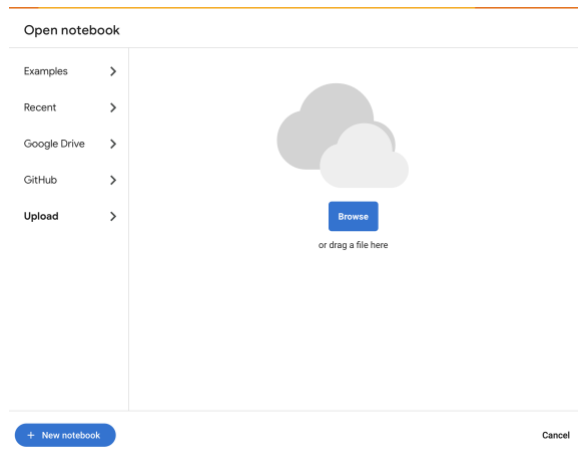 Open notebook
Examples
Recent
Google Drive
GitHub
Upload
Browse
or drag a file here
+ New notebook
Cancel